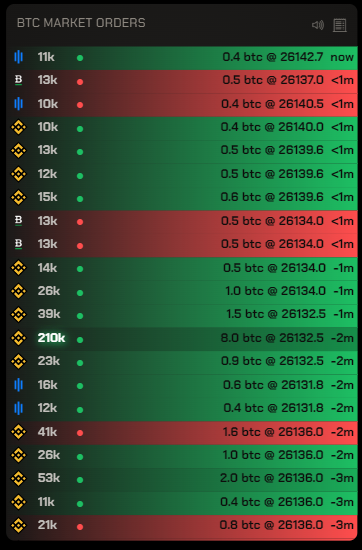 BTC MARKET ORDERS
11k 0.4 btc @ 26142.7 now
B 13k 0.5 btc @ 26137.0 <1m
10k 0.4 btc @ 26140.5 <1m
10k 0.4 btc @ 26140.0 <1m
13k 0.5 btc @ 26139.6 <1m
12k 0.5 btc @ 26139.6 <1m
15k 0.6 btc @ 26139.6 <1m
B 13k 0.5 btc @ 26134.0 <1m
B 13k 0.5 btc @ 26134.0 <1m
14k 0.5 btc @ 26134.0 ~1m
26k 1.0 btc @ 26134.0 ~1m
39k 1.5 btc @ 26132.5 ~1m
210k 8.0 btc @ 26132.5 ~2m
23k 0.9 btc @ 26132.5 ~2m
16k 0.6 btc @ 26131.8 ~2m
12k 0.4 btc @ 26131.8 ~2m
41k 1.6 btc @ 26136.0 ~2m
26k 1.0 btc @ 26136.0 ~2m
53k 2.0 btc @ 26136.0 ~3m
11k 0.4 btc @ 26136.0 ~3m
21k 0.8 btc @ 26136.0 ~3m